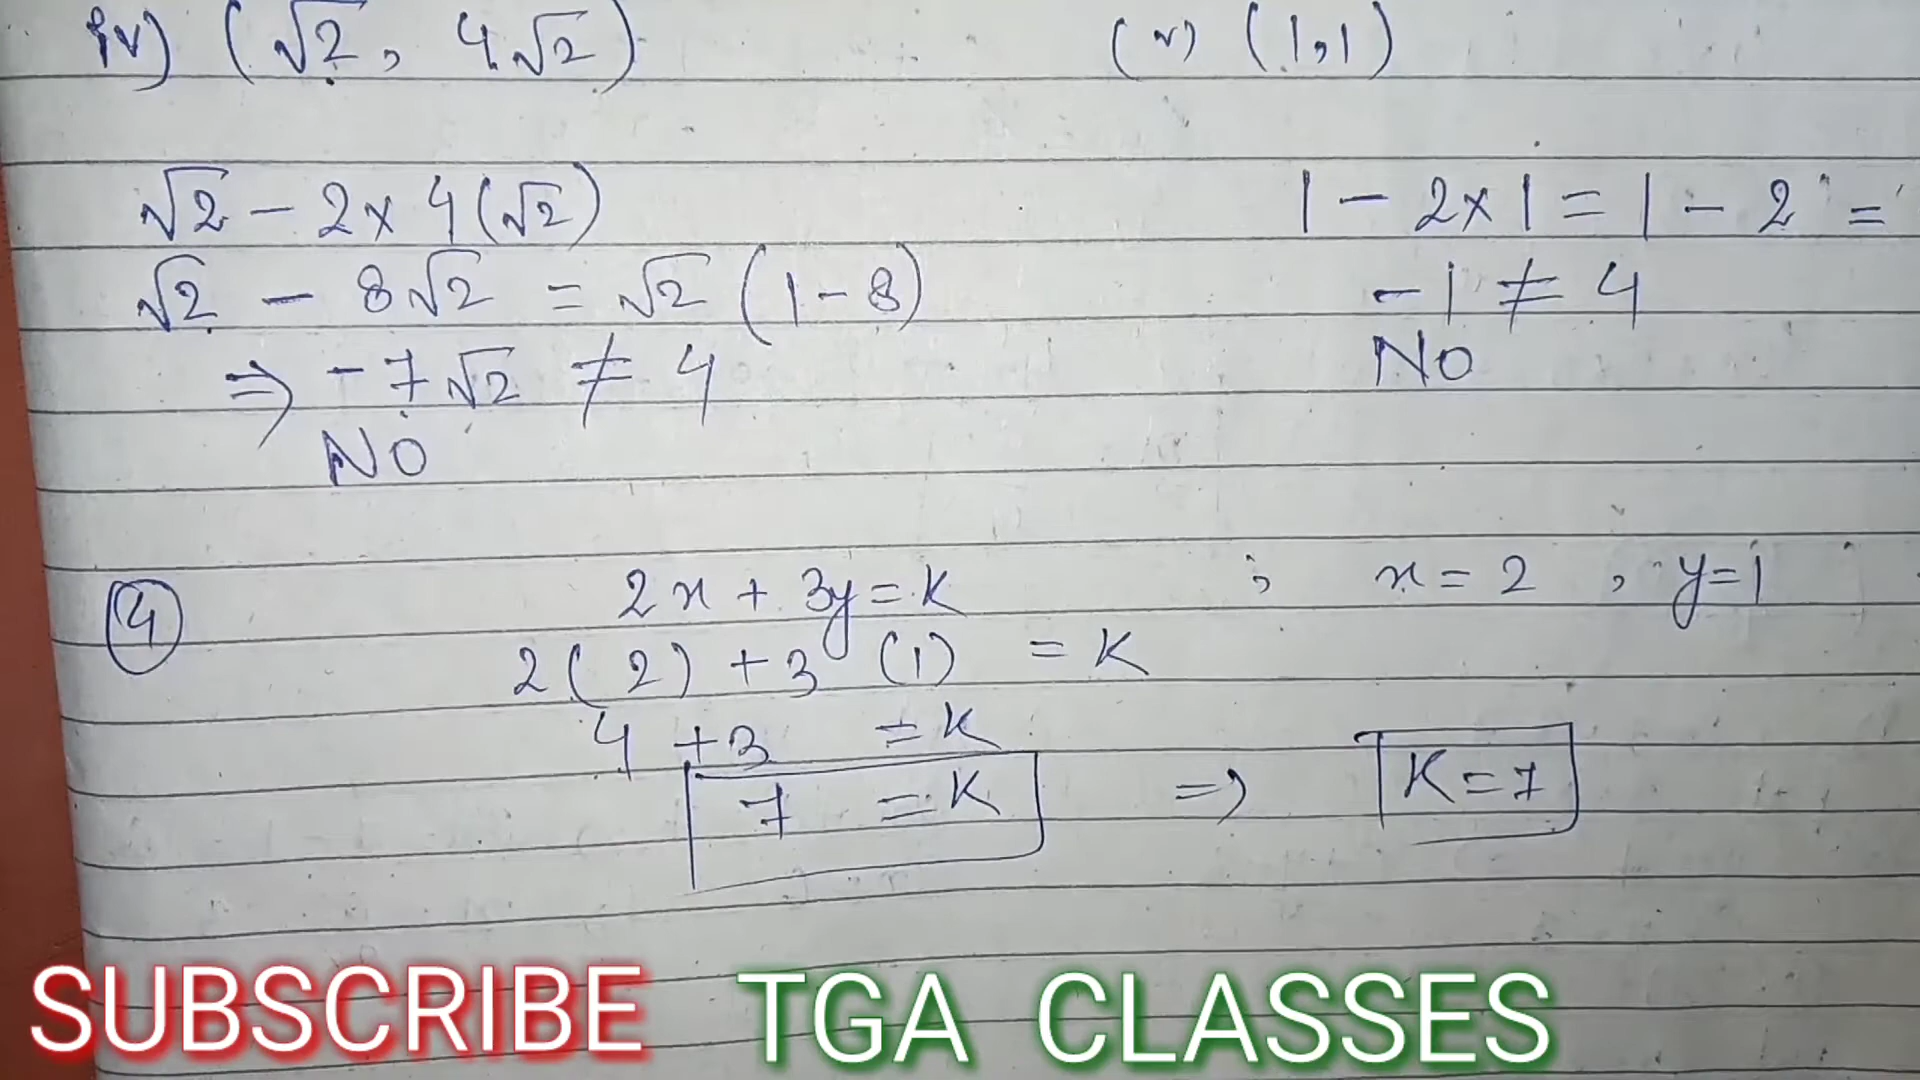 iv) (√2, 4√2)
(v) (1,1)
√2 - 2x 4(√2)
√2 - 8√2 = √2 (1-8)
⇒ -7√2 ≠ 4
NO
1 - 2x1 = 1 - 2 =
-1 ≠ 4
NO
4
2x + 3y = K ; x = 2 , y=1
2(2) + 3 (1) = K
4 +3 = K
7 = K ⇒ K = 7
SUBSCRIBE TGA CLASSES